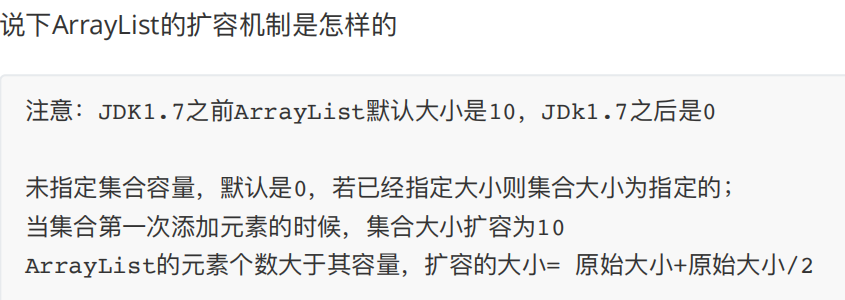 说下ArrayList的扩容机制是怎样的
注意：JDK1.7之前ArrayList默认大小是10，JDk1.7之后是0
未指定集合容量，默认是0，若已经指定大小则集合大小为指定的；
当集合第一次添加元素的时候，集合大小扩容为10
ArrayList的元素个数大于其容量，扩容的大小= 原始大小+原始大小/2